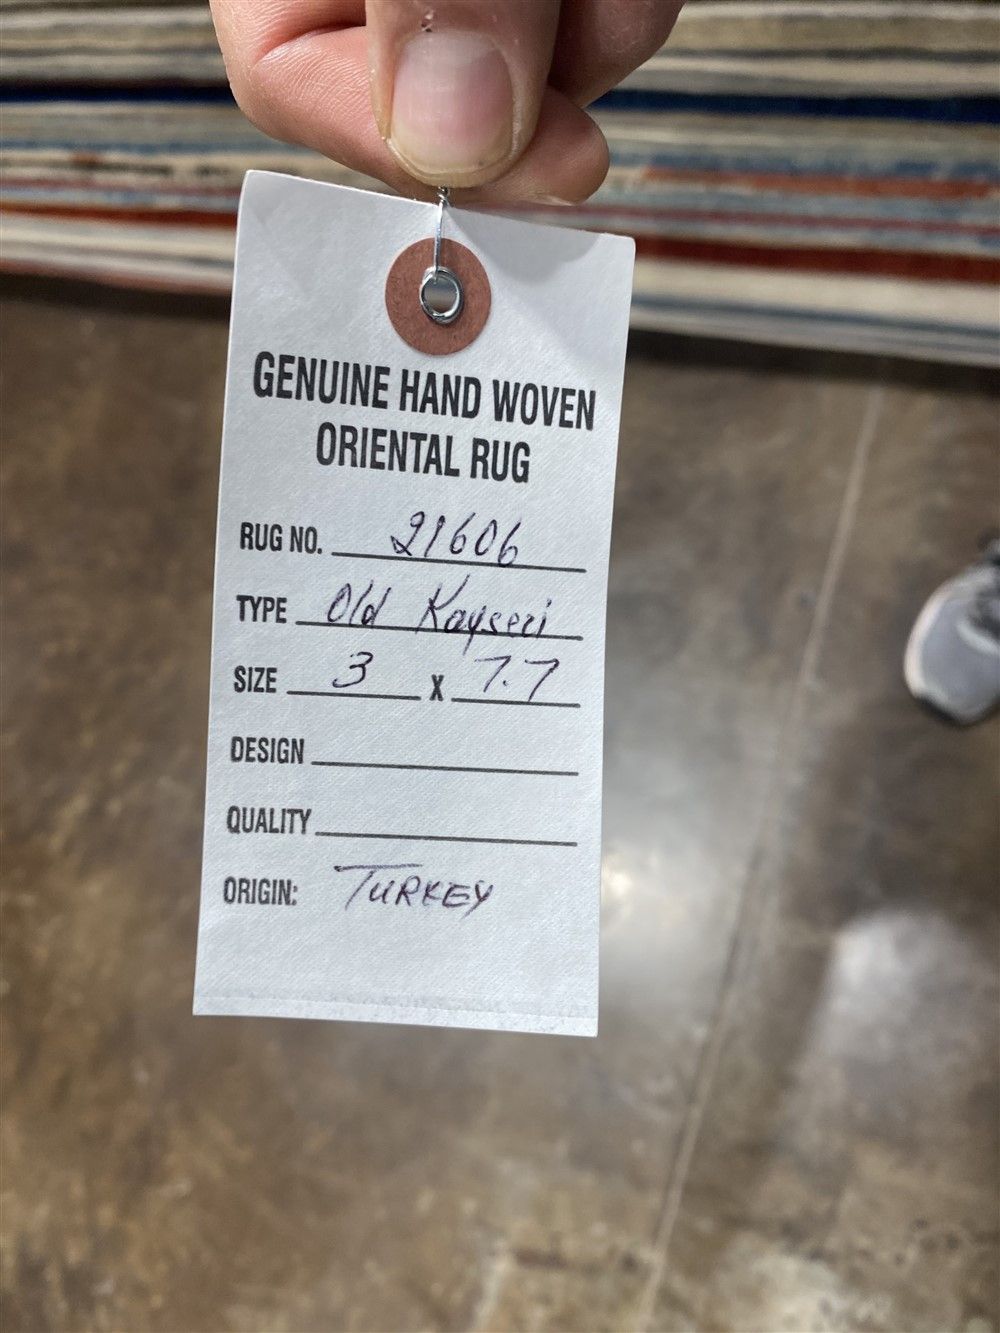 GENUINE HAND WOVEN
ORIENTAL RUG
RUG NO. 21606
TYPE Old Kayseri
SIZE 3 x 7.7
DESIGN
QUALITY
ORIGIN: TURKEY